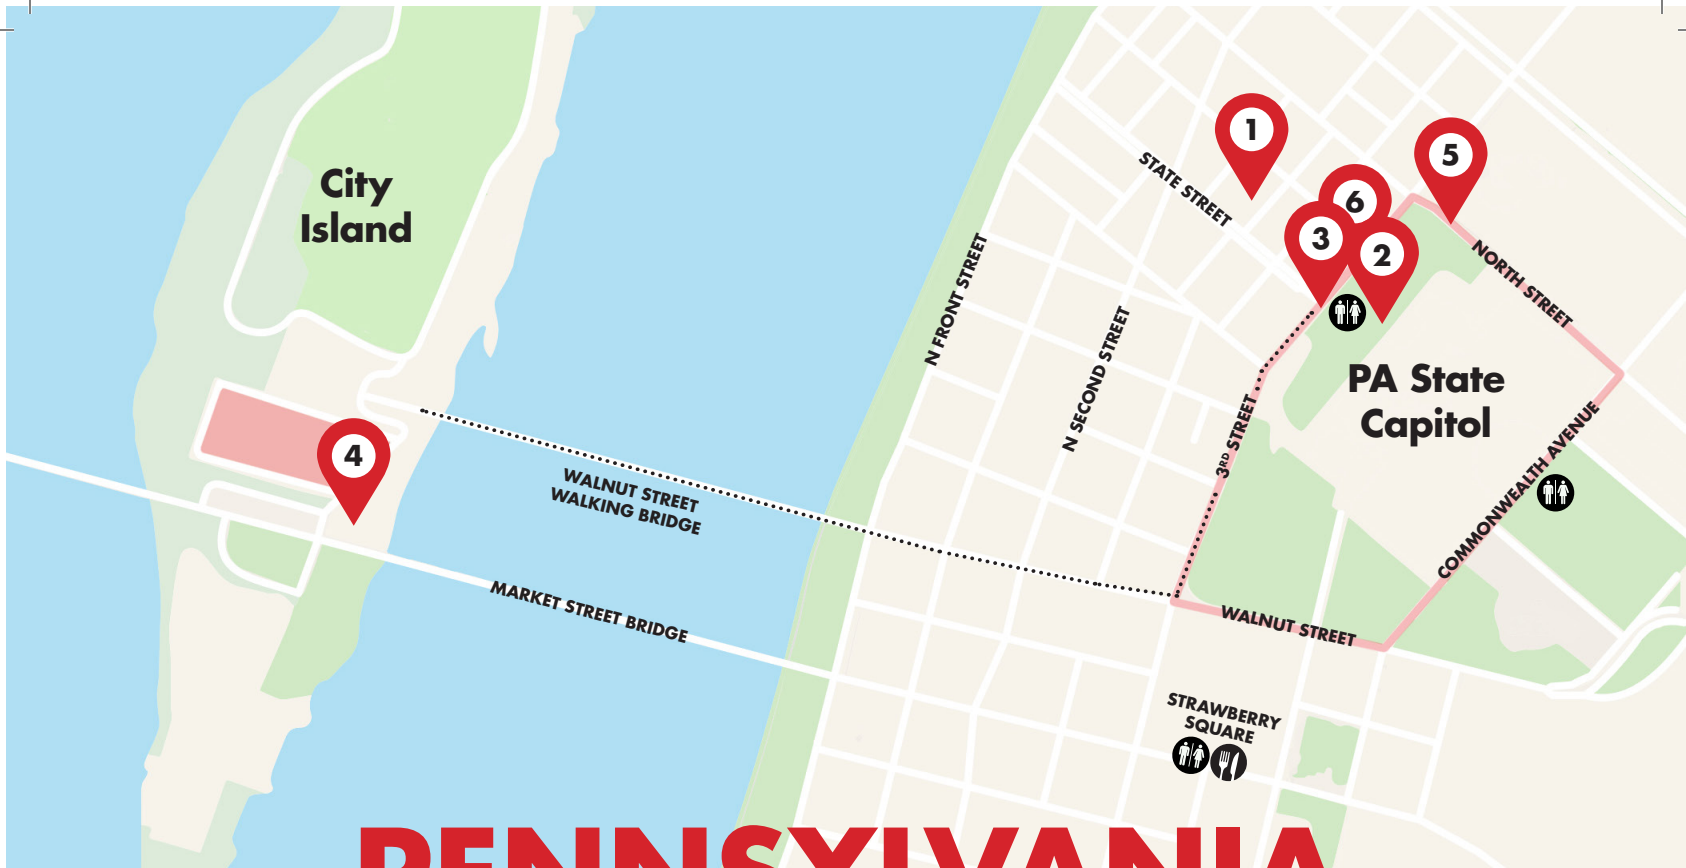 City
Island
1
5
6
3
2
4
STATE STREET
N FRONT STREET
N SECOND STREET
3RD STREET
NORTH STREET
PA State
Capitol
COMMONWEALTH AVENUE
WALNUT STREET
WALKING BRIDGE
MARKET STREET BRIDGE
WALNUT STREET
STRAWBERRY
SQUARE
PENNSYLVANIA